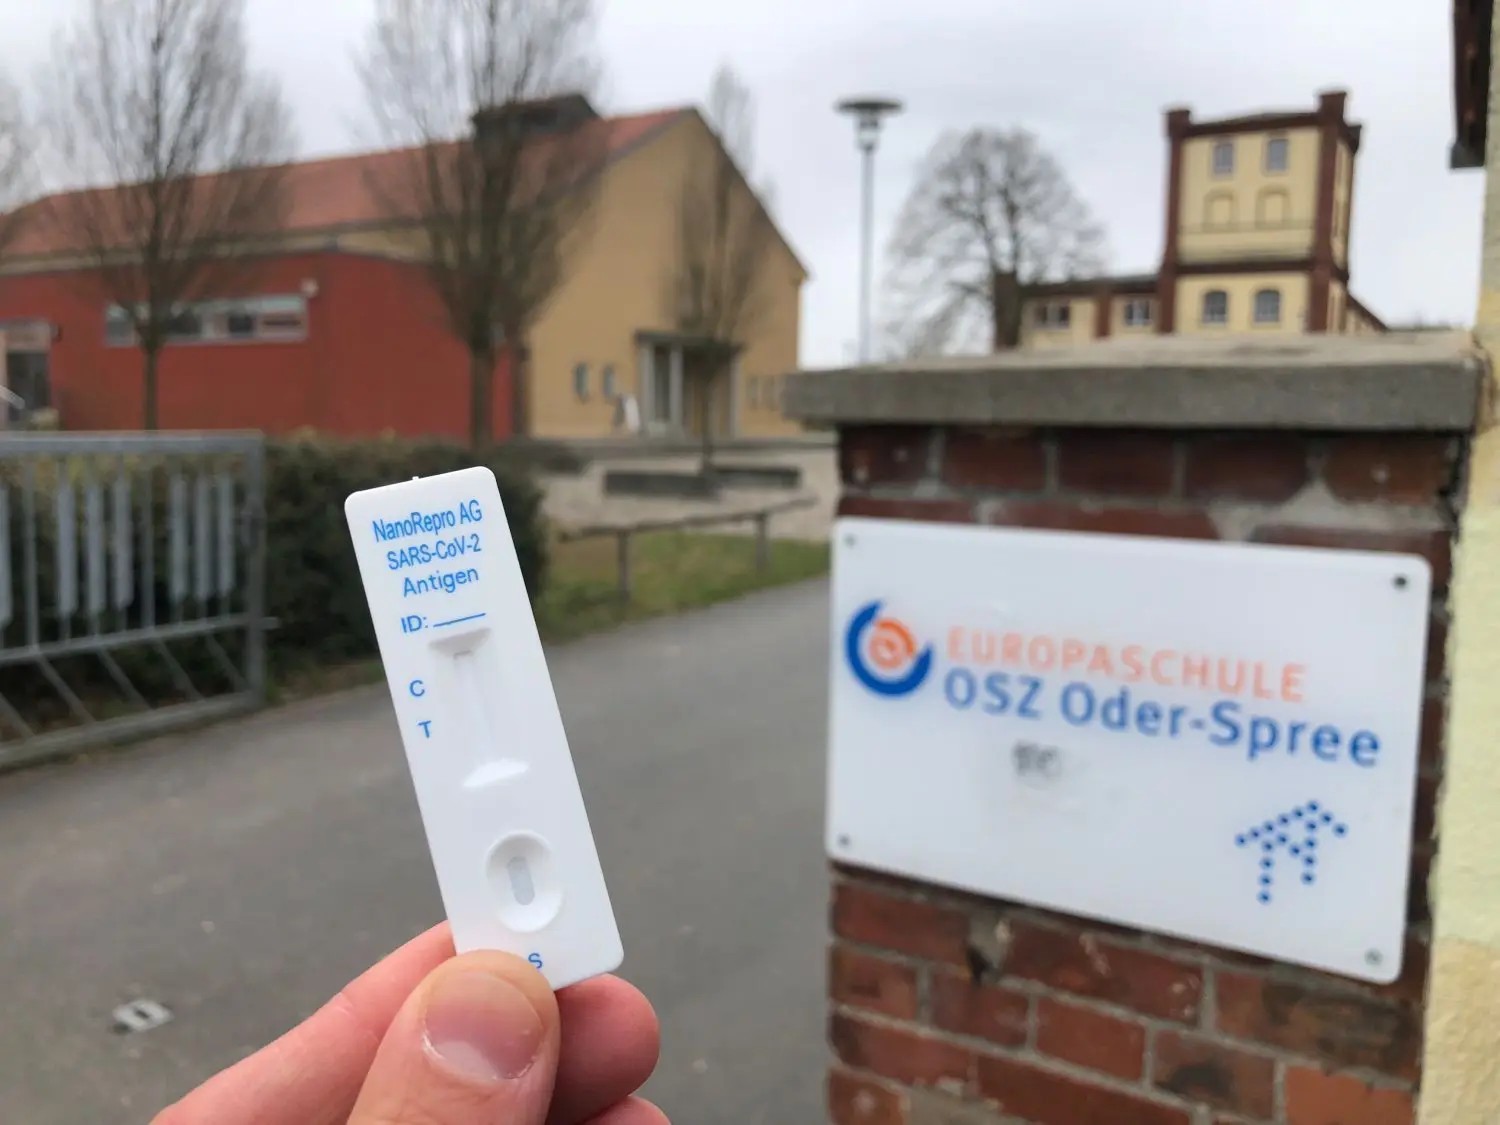 NanoRepro AG
SARS-CoV-2
Antigen
ID:
C
T
S
EUROPASCHULE
OSZ Oder-Spree